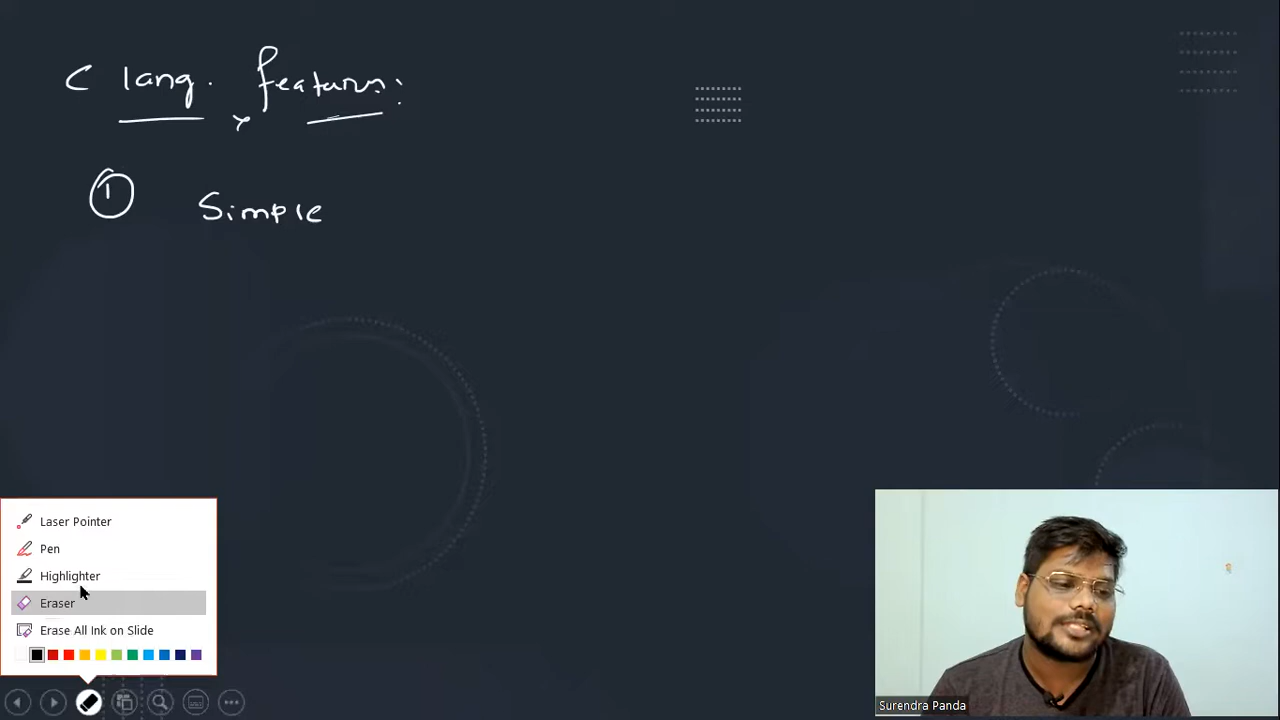 C lang. features:
① Simple
Laser Pointer
Pen
Highlighter
Eraser
Erase All Ink on Slide
Surendra Panda